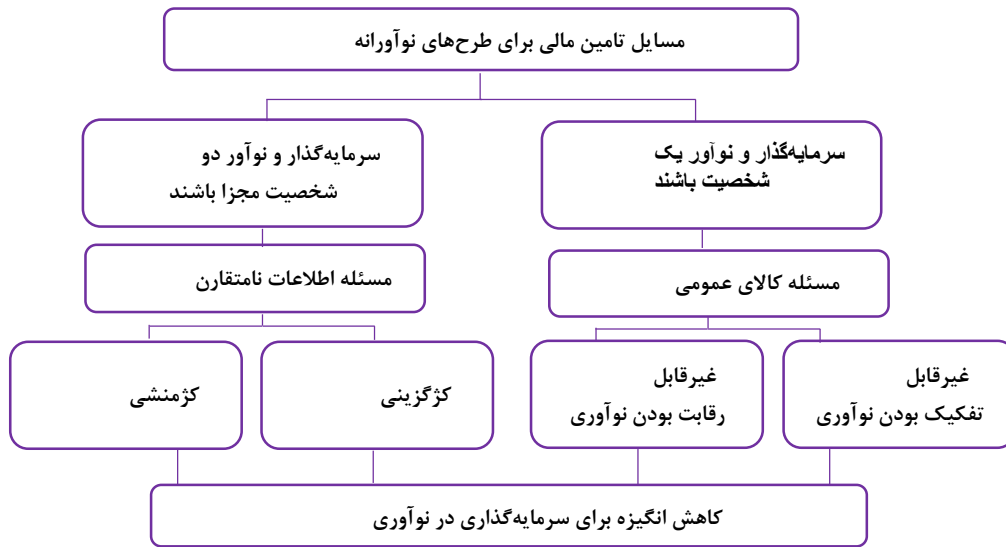 مسایل تامین مالی برای طرح‌های نوآورانه
سرمایه‌گذار و نوآور یک
شخصیت باشند
سرمایه‌گذار و نوآور دو
شخصیت مجزا باشند
مسئله کالای عمومی
مسئله اطلاعات نامتقارن
غیرقابل
تفکیک بودن نوآوری
غیرقابل
رقابت بودن نوآوری
کژگزینی
کژمنشی
کاهش انگیزه برای سرمایه‌گذاری در نوآوری